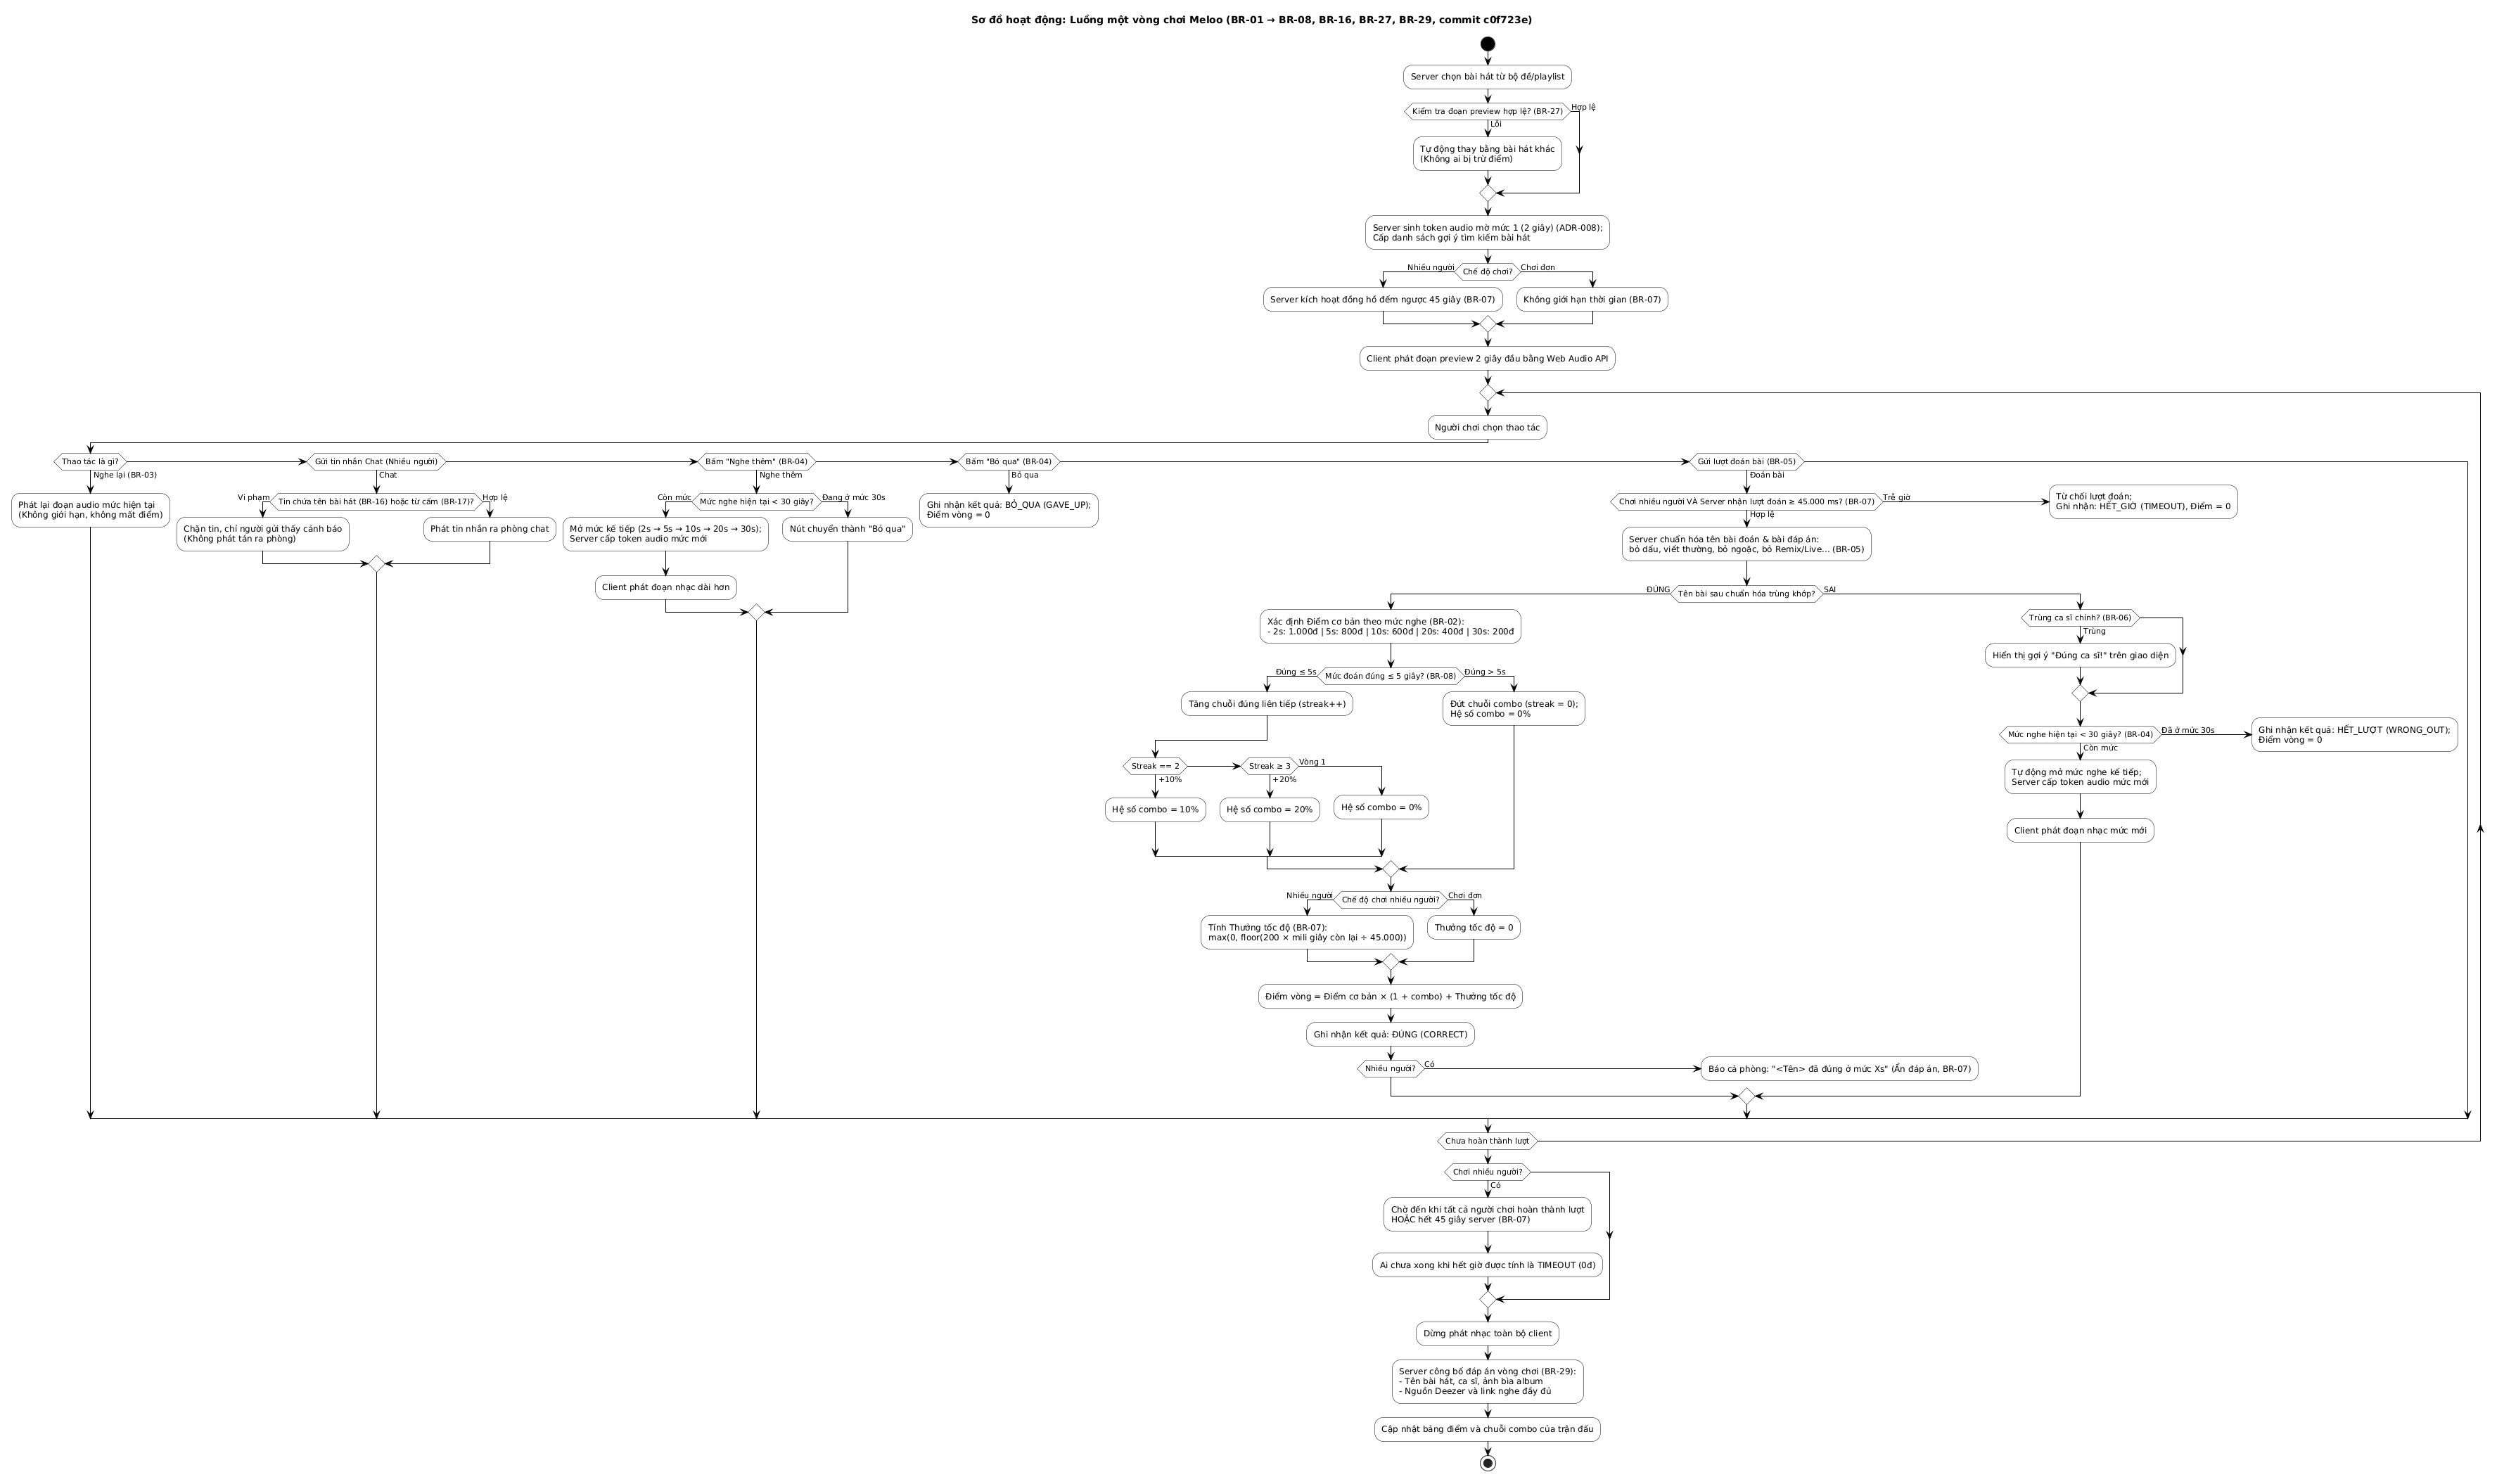 Sơ đồ hoạt động: Luồng một vòng chơi Meloo (BR-01 → BR-08, BR-16, BR-27, BR-29, commit c0f723e)
Server chọn bài hát từ bộ đề/playlist
Kiểm tra đoạn preview hợp lệ? (BR-27)
Hợp lệ
Lỗi
Tự động thay bằng bài hát khác
(Không ai bị trừ điểm)
Server sinh token audio mờ mức 1 (2 giây) (ADR-008);
Cấp danh sách gợi ý tìm kiếm bài hát
Nhiều người
Chế độ chơi?
Chơi đơn
Server kích hoạt đồng hồ đếm ngược 45 giây (BR-07)
Không giới hạn thời gian (BR-07)
Client phát đoạn preview 2 giây đầu bằng Web Audio API
Người chơi chọn thao tác
Thao tác là gì?
Nghe lại (BR-03)
Phát lại đoạn audio mức hiện tại
(Không giới hạn, không mất điểm)
Gửi tin nhắn Chat (Nhiều người)
Chat
Vi phạm
Tin chứa tên bài hát (BR-16) hoặc từ cấm (BR-17)?
Hợp lệ
Chặn tin, chỉ người gửi thấy cảnh báo
(Không phát tán ra phòng)
Phát tin nhắn ra phòng chat
Bấm "Nghe thêm" (BR-04)
Nghe thêm
Còn mức
Mức nghe hiện tại < 30 giây?
Đang ở mức 30s
Mở mức kế tiếp (2s → 5s → 10s → 20s → 30s);
Server cấp token audio mức mới
Client phát đoạn nhạc dài hơn
Nút chuyển thành "Bỏ qua"
Bấm "Bỏ qua" (BR-04)
Bỏ qua
Ghi nhận kết quả: BỎ_QUA (GAVE_UP);
Điểm vòng = 0
Gửi lượt đoán bài (BR-05)
Đoán bài
Chơi nhiều người VÀ Server nhận lượt đoán ≥ 45.000 ms? (BR-07)
Trễ giờ
Từ chối lượt đoán;
Ghi nhận: HẾT_GIỜ (TIMEOUT), Điểm = 0
Hợp lệ
Server chuẩn hóa tên bài đoán & bài đáp án:
bỏ dấu, viết thường, bỏ ngoặc, bỏ Remix/Live... (BR-05)
ĐÚNG
Tên bài sau chuẩn hóa trùng khớp?
SAI
Xác định Điểm cơ bản theo mức nghe (BR-02):
- 2s: 1.000đ | 5s: 800đ | 10s: 600đ | 20s: 400đ | 30s: 200đ
Đúng ≤ 5s
Mức đoán đúng ≤ 5 giây? (BR-08)
Đúng > 5s
Tăng chuỗi đúng liên tiếp (streak++)
Đứt chuỗi combo (streak = 0);
Hệ số combo = 0%
Streak == 2
+10%
Hệ số combo = 10%
Streak ≥ 3
+20%
Hệ số combo = 20%
Vòng 1
Hệ số combo = 0%
Nhiều người
Chế độ chơi nhiều người?
Chơi đơn
Tính Thưởng tốc độ (BR-07):
max(0, floor(200 × mili giây còn lại ÷ 45.000))
Thưởng tốc độ = 0
Điểm vòng = Điểm cơ bản × (1 + combo) + Thưởng tốc độ
Ghi nhận kết quả: ĐÚNG (CORRECT)
Nhiều người?
Có
Báo cả phòng: "<Tên> đã đúng ở mức Xs" (Ẩn đáp án, BR-07)
Trùng ca sĩ chính? (BR-06)
Trùng
Hiển thị gợi ý "Đúng ca sĩ!" trên giao diện
Mức nghe hiện tại < 30 giây? (BR-04)
Đã ở mức 30s
Ghi nhận kết quả: HẾT_LƯỢT (WRONG_OUT);
Điểm vòng = 0
Còn mức
Tự động mở mức nghe kế tiếp;
Server cấp token audio mức mới
Client phát đoạn nhạc mức mới
Chưa hoàn thành lượt
Chơi nhiều người?
Có
Chờ đến khi tất cả người chơi hoàn thành lượt
HOẶC hết 45 giây server (BR-07)
Ai chưa xong khi hết giờ được tính là TIMEOUT (0đ)
Dừng phát nhạc toàn bộ client
Server công bố đáp án vòng chơi (BR-29):
- Tên bài hát, ca sĩ, ảnh bìa album
- Nguồn Deezer và link nghe đầy đủ
Cập nhật bảng điểm và chuỗi combo của trận đấu